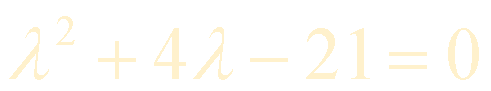 λ² + 4λ − 21 = 0